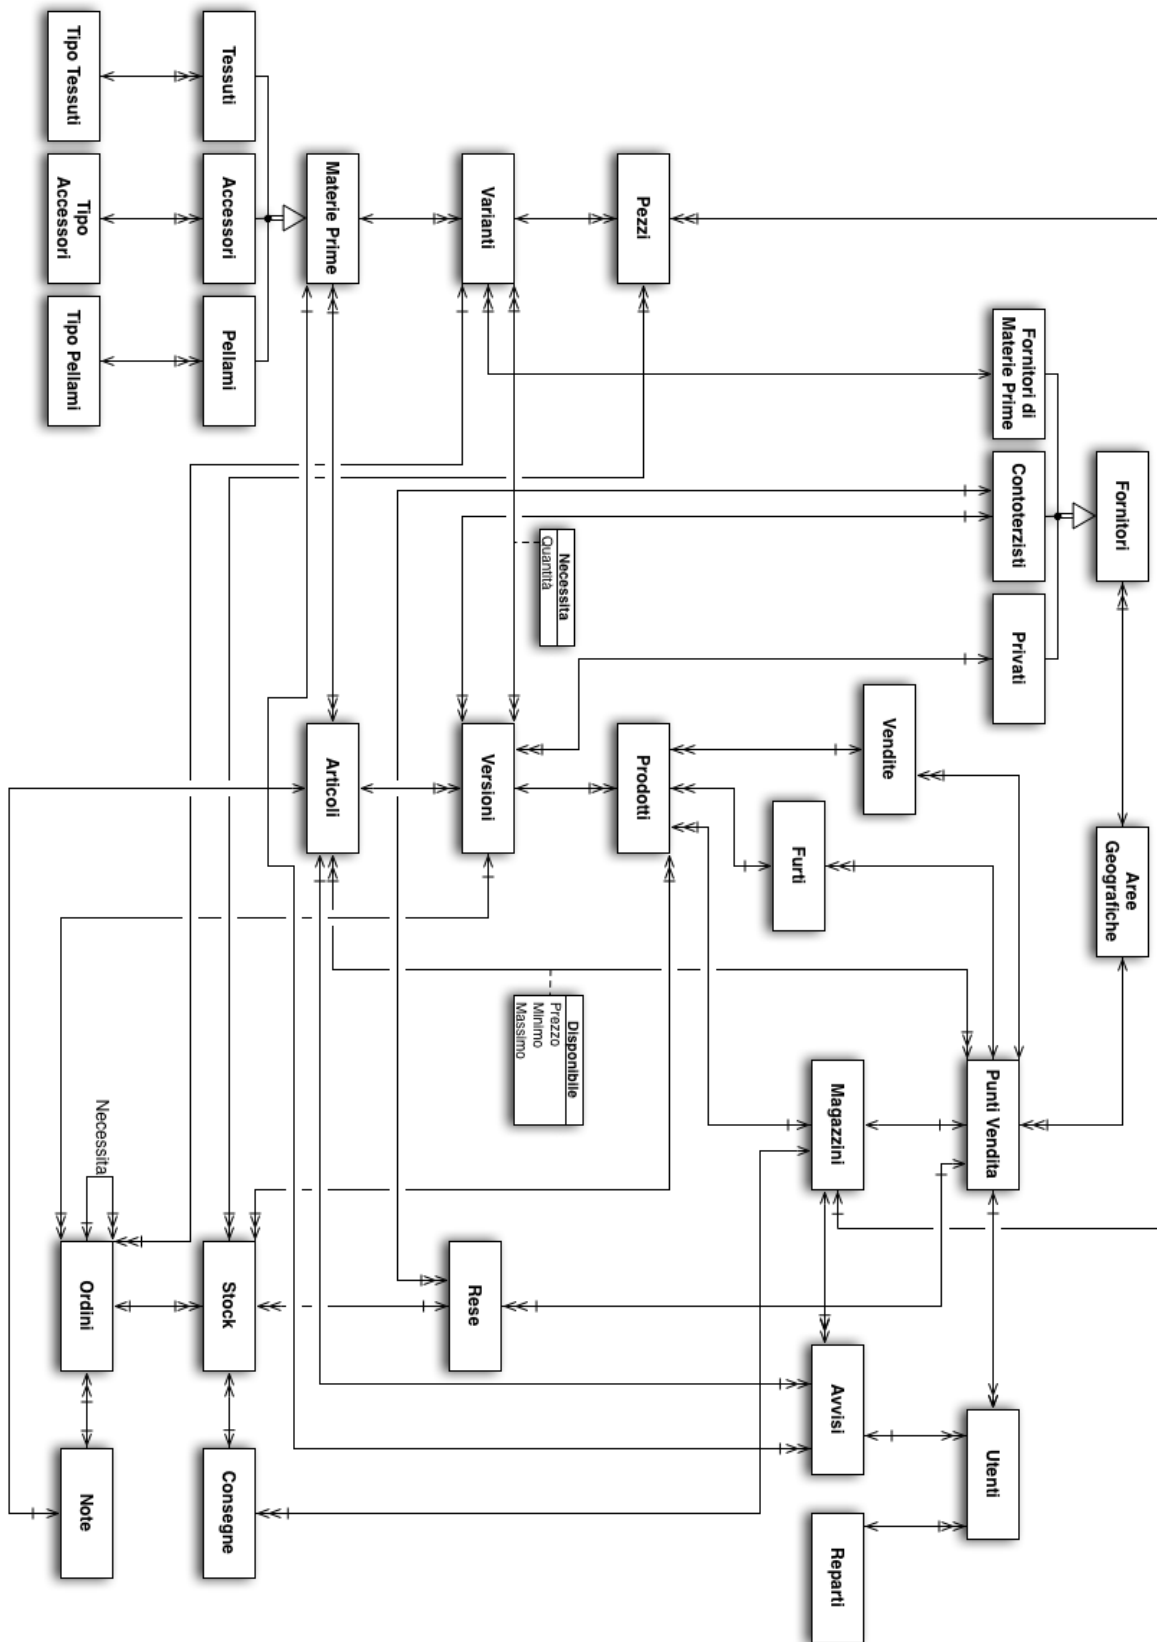 Fornitori
Aree
Geografiche
Fornitori di
Materie Prime
Contoterzisti
Privati
Punti Vendita
Utenti
Vendite
Magazzini
Avvisi
Reparti
Furti
Pezzi
Prodotti
Necessita
Quantità
Disponibile
Prezzo
Minimo
Massimo
Varianti
Versioni
Rese
Materie Prime
Articoli
Tessuti
Accessori
Pellami
Stock
Consegne
Necessita
Tipo Tessuti
Tipo
Accessori
Tipo Pellami
Ordini
Note